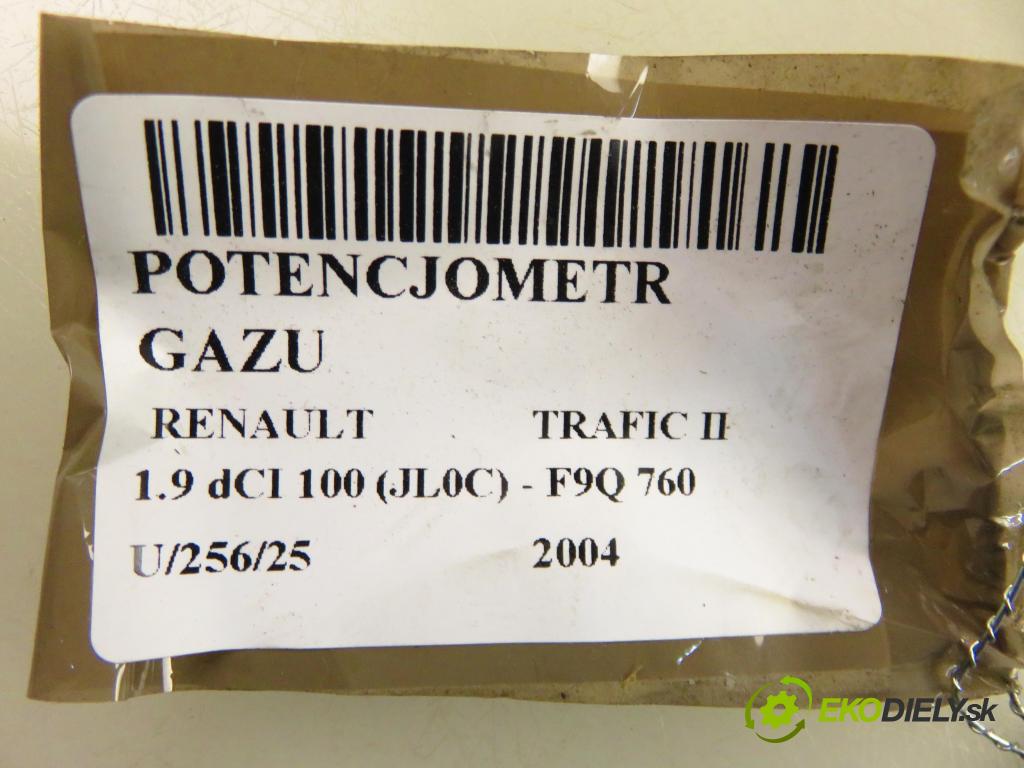 POTENCJOMETR
GAZU
RENAULT TRAFIC II
1.9 dCI 100 (JL0C) - F9Q 760
U/256/25 2004
EKODIELY.sk